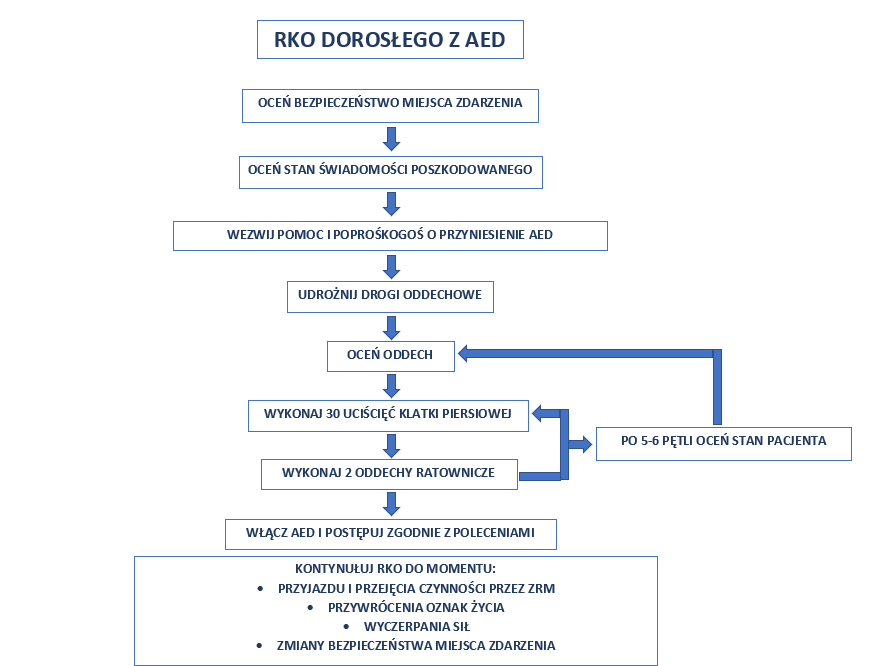 RKO DOROSŁEGO Z AED
OCEŃ BEZPIECZEŃSTWO MIEJSCA ZDARZENIA
OCEŃ STAN ŚWIADOMOŚCI POSZKODOWANEGO
WEZWIJ POMOC I POPROŚKOGOŚ O PRZYNIESIENIE AED
UDROŻNIJ DROGI ODDECHOWE
OCEŃ ODDECH
WYKONAJ 30 UCIŚCIĘĆ KLATKI PIERSIOWEJ
PO 5-6 PĘTLI OCEŃ STAN PACJENTA
WYKONAJ 2 ODDECHY RATOWNICZE
WŁĄCZ AED I POSTĘPUJ ZGODNIE Z POLECENIAMI
KONTYNUŁUJ RKO DO MOMENTU:
• PRZYJAZDU I PRZEJĘCIA CZYNNOŚCI PRZEZ ZRM
• PRZYWRÓCENIA OZNAK ŻYCIA
• WYCZERPANIA SIŁ
• ZMIANY BEZPIECZEŃSTWA MIEJSCA ZDARZENIA